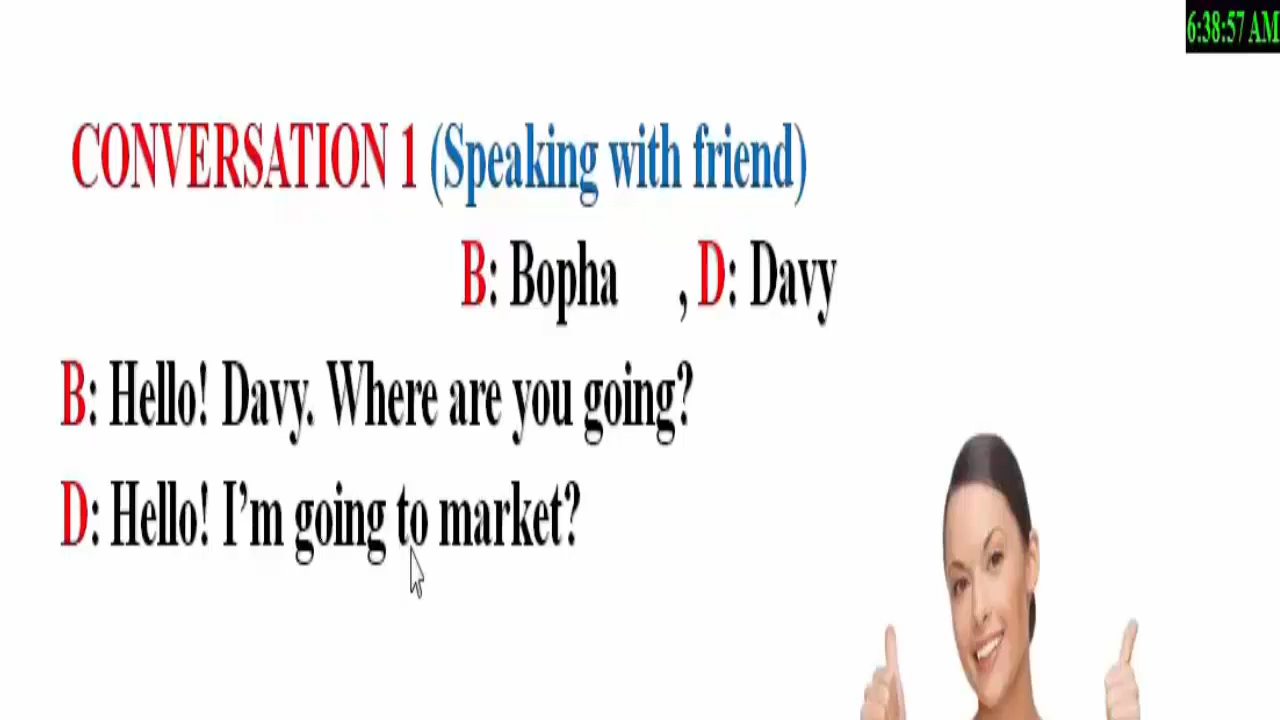 6:38:57 AM
CONVERSATION 1 (Speaking with friend)
B: Bopha , D: Davy
B: Hello! Davy. Where are you going?
D: Hello! I’m going to market?